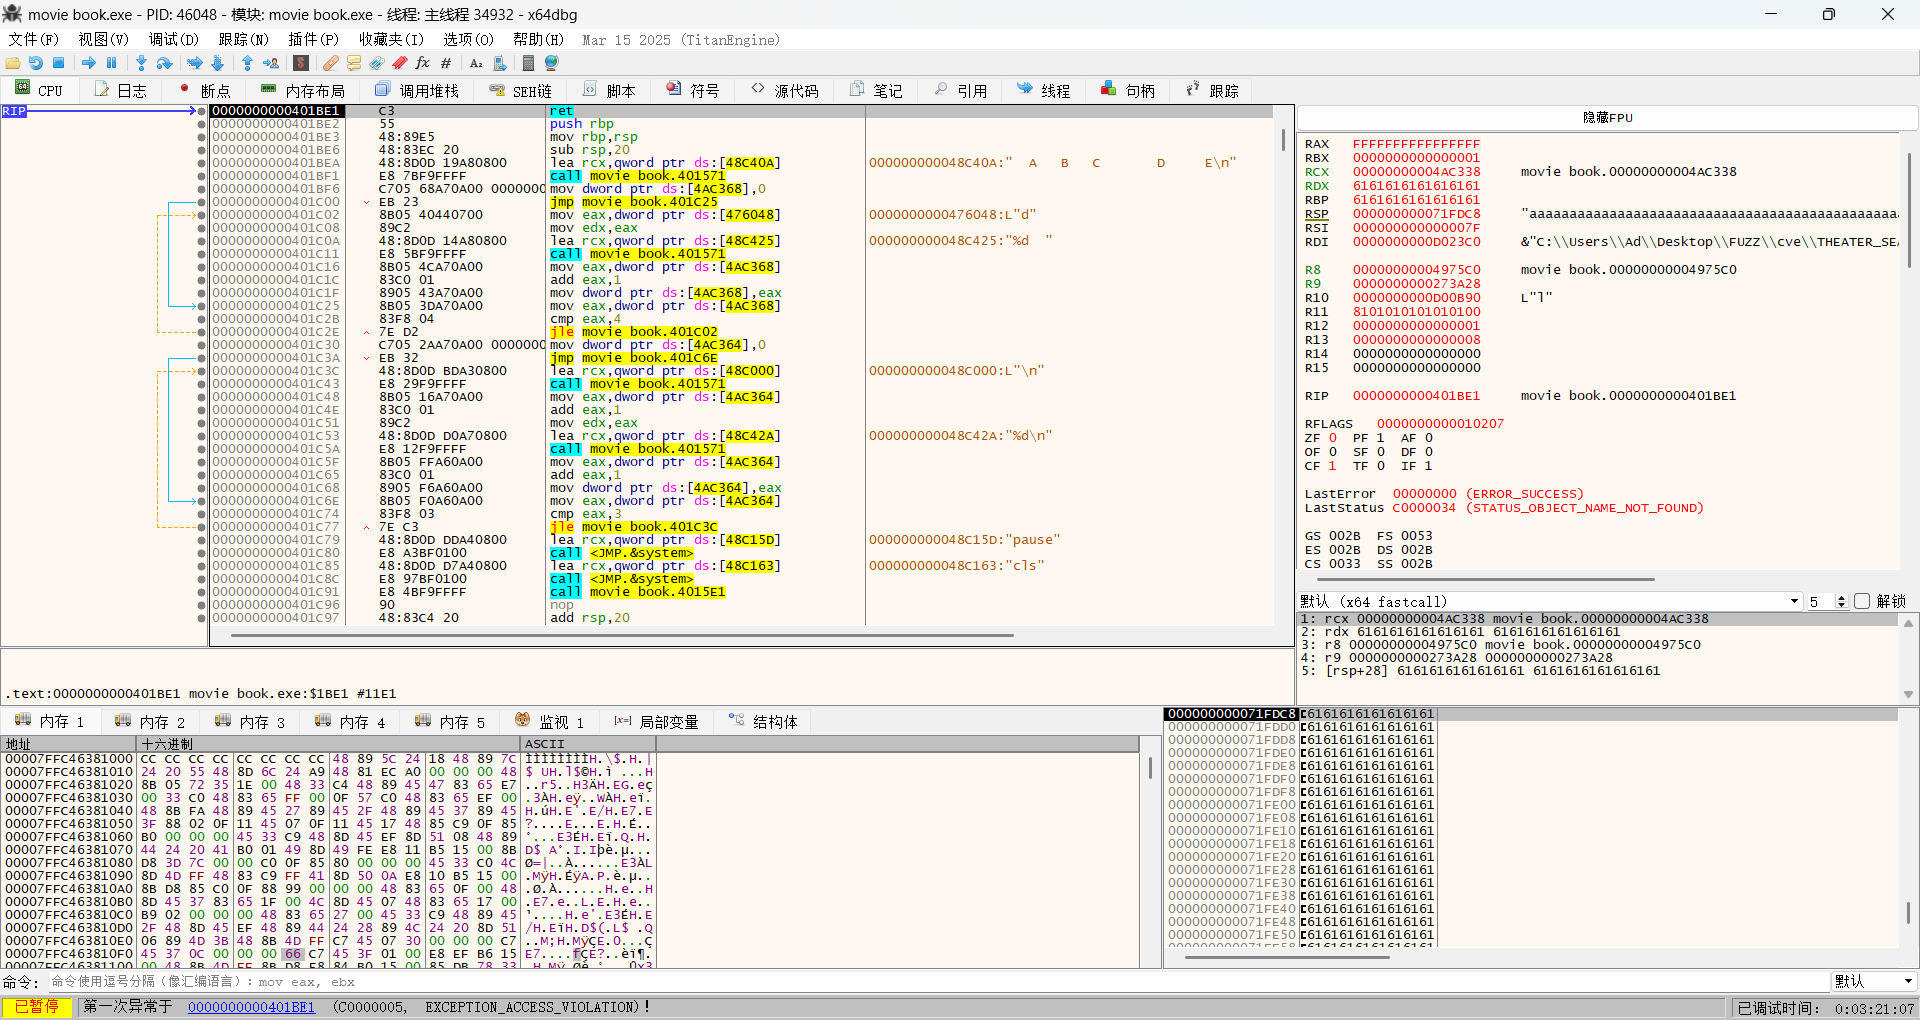 movie book.exe - PID: 46048 - 模块: movie book.exe - 线程: 主线程 34932 - x64dbg
文件(F) 视图(V) 调试(D) 跟踪(N) 插件(P) 收藏夹(I) 选项(O) 帮助(H) Mar 15 2025 (TitanEngine)
CPU 日志 断点 内存布局 调用堆栈 SEH链 脚本 符号 源代码 笔记 引用 线程 句柄 跟踪
RIP
0000000000401BE1 C3 ret
0000000000401BE2 55 push rbp
0000000000401BE3 48:89E5 mov rbp,rsp
0000000000401BE6 48:83EC 20 sub rsp,20
0000000000401BEA 48:8D0D 19A80800 lea rcx,qword ptr ds:[48C40A] 000000000048C40A:" A B C D E\n"
0000000000401BF1 E8 7BF9FFFF call movie book.401571
0000000000401BF6 C705 68A70A00 0000000 mov dword ptr ds:[4AC368],0
0000000000401C00 EB 23 jmp movie book.401C25
0000000000401C02 8B05 40440700 mov eax,dword ptr ds:[476048] 0000000000476048:L"d"
0000000000401C08 89C2 mov edx,eax
0000000000401C0A 48:8D0D 14A80800 lea rcx,qword ptr ds:[48C425] 000000000048C425:"%d "
0000000000401C11 E8 5BF9FFFF call movie book.401571
0000000000401C16 8B05 4CA70A00 mov eax,dword ptr ds:[4AC368]
0000000000401C1C 83C0 01 add eax,1
0000000000401C1F 8905 43A70A00 mov dword ptr ds:[4AC368],eax
0000000000401C25 8B05 3DA70A00 mov eax,dword ptr ds:[4AC368]
0000000000401C2B 83F8 04 cmp eax,4
0000000000401C2E 7E D2 jle movie book.401C02
0000000000401C30 C705 2AA70A00 0000000 mov dword ptr ds:[4AC364],0
0000000000401C3A EB 32 jmp movie book.401C6E
0000000000401C3C 48:8D0D BDA30800 lea rcx,qword ptr ds:[48C000] 000000000048C000:L"\n"
0000000000401C43 E8 29F9FFFF call movie book.401571
0000000000401C48 8B05 16A70A00 mov eax,dword ptr ds:[4AC364]
0000000000401C4E 83C0 01 add eax,1
0000000000401C51 89C2 mov edx,eax
0000000000401C53 48:8D0D D0A70800 lea rcx,qword ptr ds:[48C42A] 000000000048C42A:"%d\n"
0000000000401C5A E8 12F9FFFF call movie book.401571
0000000000401C5F 8B05 FFA60A00 mov eax,dword ptr ds:[4AC364]
0000000000401C65 83C0 01 add eax,1
0000000000401C68 8905 F6A60A00 mov dword ptr ds:[4AC364],eax
0000000000401C6E 8B05 F0A60A00 mov eax,dword ptr ds:[4AC364]
0000000000401C74 83F8 03 cmp eax,3
0000000000401C77 7E C3 jle movie book.401C3C
0000000000401C79 48:8D0D DDA40800 lea rcx,qword ptr ds:[48C15D] 000000000048C15D:"pause"
0000000000401C80 E8 A3BF0100 call <JMP.&system>
0000000000401C85 48:8D0D D7A40800 lea rcx,qword ptr ds:[48C163] 000000000048C163:"cls"
0000000000401C8C E8 97BF0100 call <JMP.&system>
0000000000401C91 E8 4BF9FFFF call movie book.4015E1
0000000000401C96 90 nop
0000000000401C97 48:83C4 20 add rsp,20
.text:0000000000401BE1 movie book.exe:$1BE1 #11E1
隐藏FPU
RAX FFFFFFFFFFFFFFFF
RBX 0000000000000001
RCX 00000000004AC338 movie book.00000000004AC338
RDX 6161616161616161
RBP 6161616161616161
RSP 000000000071FDC8 "aaaaaaaaaaaaaaaaaaaaaaaaaaaaaaaaaaaaaaaaaaaaaaa
RSI 000000000000007F
RDI 0000000000D023C0 &"C:\\Users\\Ad\\Desktop\\FUZZ\\cve\\THEATER_SEA
R8 00000000004975C0 movie book.00000000004975C0
R9 0000000000273A28
R10 0000000000D00B90 L"l"
R11 8101010101010100
R12 0000000000000001
R13 0000000000000008
R14 0000000000000000
R15 0000000000000000
RIP 0000000000401BE1 movie book.0000000000401BE1
RFLAGS 0000000000010207
ZF 0 PF 1 AF 0
OF 0 SF 0 DF 0
CF 1 TF 0 IF 1
LastError 00000000 (ERROR_SUCCESS)
LastStatus C0000034 (STATUS_OBJECT_NAME_NOT_FOUND)
GS 002B FS 0053
ES 002B DS 002B
CS 0033 SS 002B
默认 (x64 fastcall) 5 解锁
1: rcx 00000000004AC338 movie book.00000000004AC338
2: rdx 6161616161616161 6161616161616161
3: r8 00000000004975C0 movie book.00000000004975C0
4: r9 0000000000273A28 0000000000273A28
5: [rsp+28] 6161616161616161 6161616161616161
内存 1 内存 2 内存 3 内存 4 内存 5 监视 1 局部变量 结构体
地址 十六进制 ASCII
00007FFC46381000 CC CC CC CC CC CC CC CC 48 89 5C 24 18 48 89 7C
00007FFC46381010 24 20 55 48 8D 6C 24 A9 48 81 EC A0 00 00 00 48
00007FFC46381020 8B 05 72 35 1E 00 48 33 C4 48 89 45 47 83 65 E7
00007FFC46381030 00 33 C0 48 83 65 FF 00 0F 57 C0 48 83 65 EF 00
00007FFC46381040 48 8B FA 48 89 45 27 89 45 2F 48 89 45 37 89 45
00007FFC46381050 3F 88 02 0F 11 45 07 0F 11 45 17 48 85 C9 0F 85
00007FFC46381060 B0 00 00 00 45 33 C9 48 8D 45 EF 8D 51 08 48 89
00007FFC46381070 44 24 20 41 B0 01 49 8D 49 FE E8 11 B5 15 00 8B
00007FFC46381080 D8 3D 7C 00 00 C0 0F 85 80 00 00 00 45 33 C0 4C
00007FFC46381090 8D 4D FF 48 83 C9 FF 41 8D 50 0A E8 10 B5 15 00
00007FFC463810A0 8B D8 85 C0 0F 88 99 00 00 00 48 83 65 0F 00 48
00007FFC463810B0 8D 45 37 83 65 1F 00 4C 8D 45 07 48 83 65 17 00
00007FFC463810C0 B9 02 00 00 00 48 83 65 27 00 45 33 C9 48 89 45
00007FFC463810D0 2F 48 8D 45 EF 48 89 44 24 28 89 4C 24 20 8D 51
00007FFC463810E0 06 89 4D 3B 48 8B 4D FF C7 45 07 30 00 00 00 C7
00007FFC463810F0 45 37 0C 00 00 00 66 C7 45 3F 01 00 E8 EF B6 15
000000000071FDC8 6161616161616161
000000000071FDD0 6161616161616161
000000000071FDD8 6161616161616161
000000000071FDE0 6161616161616161
000000000071FDE8 6161616161616161
000000000071FDF0 6161616161616161
000000000071FDF8 6161616161616161
000000000071FE00 6161616161616161
000000000071FE08 6161616161616161
000000000071FE10 6161616161616161
000000000071FE18 6161616161616161
000000000071FE20 6161616161616161
000000000071FE28 6161616161616161
000000000071FE30 6161616161616161
000000000071FE38 6161616161616161
000000000071FE40 6161616161616161
000000000071FE48 6161616161616161
000000000071FE50 6161616161616161
命令: 命令使用逗号分隔（像汇编语言）: mov eax, ebx 默认
已暂停 第一次异常于 0000000000401BE1 (C0000005, EXCEPTION_ACCESS_VIOLATION)! 已调试时间: 0:03:21:07